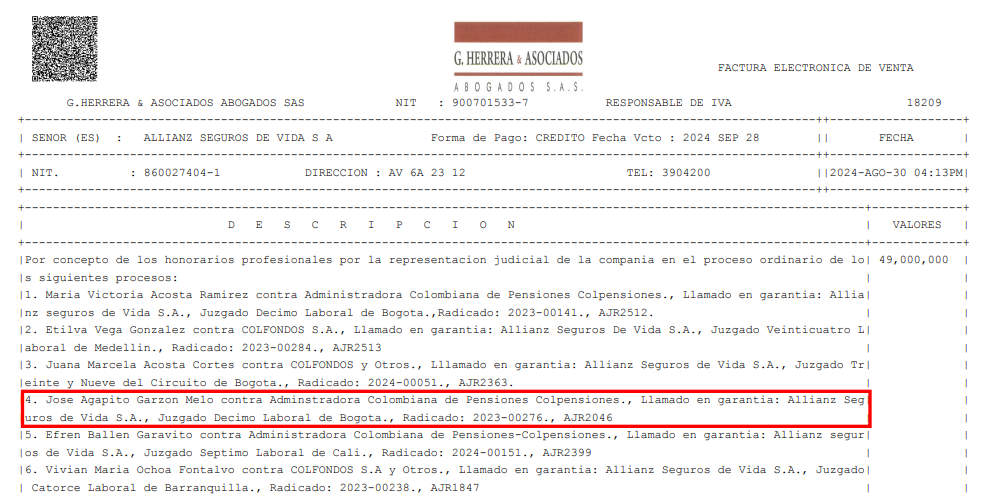 G. HERRERA & ASOCIADOS
ABOGADOS S.A.S.
FACTURA ELECTRONICA DE VENTA
G.HERRERA & ASOCIADOS ABOGADOS SAS NIT : 900701533-7 RESPONSABLE DE IVA 18209
SENOR (ES) : ALLIANZ SEGUROS DE VIDA S A Forma de Pago: CREDITO Fecha Vcto : 2024 SEP 28 FECHA
NIT. : 860027404-1 DIRECCION : AV 6A 23 12 TEL: 3904200 2024-AGO-30 04:13PM
D E S C R I P C I O N VALORES
Por concepto de los honorarios profesionales por la representacion judicial de la compania en el proceso ordinario de lo 49,000,000
s siguientes procesos:
1. Maria Victoria Acosta Ramirez contra Administradora Colombiana de Pensiones Colpensiones., Llamado en garantia: Allia
nz seguros de Vida S.A., Juzgado Decimo Laboral de Bogota.,Radicado: 2023-00141., AJR2512.
2. Etilva Vega Gonzalez contra COLFONDOS S.A., Llamado en garantia: Allianz Seguros De Vida S.A., Juzgado Veinticuatro L
aboral de Medellin., Radicado: 2023-00284., AJR2513
3. Juana Marcela Acosta Cortes contra COLFONDOS y Otros., Lllamado en garantia: Allianz Seguros de Vida S.A., Juzgado Tr
einte y Nueve del Circuito de Bogota., Radicado: 2024-00051., AJR2363.
4. Jose Agapito Garzon Melo contra Adminstradora Colombiana de Pensiones Colpensiones., Llamado en garantia: Allianz Seg
uros de Vida S.A., Juzgado Decimo Laboral de Bogota., Radicado: 2023-00276., AJR2046
5. Efren Ballen Garavito contra Administradora Colombiana de Pensiones-Colpensiones., Llamado en garantia: Allianz segur
os de Vida S.A., Juzgado Septimo Laboral de Cali., Radicado: 2024-00151., AJR2399
6. Vivian Maria Ochoa Fontalvo contra COLFONDOS S.A y Otros., Llamado en garantia: Allianz Seguros de Vida S.A., Juzgado
Catorce Laboral de Barranquilla., Radicado: 2023-00238., AJR1847